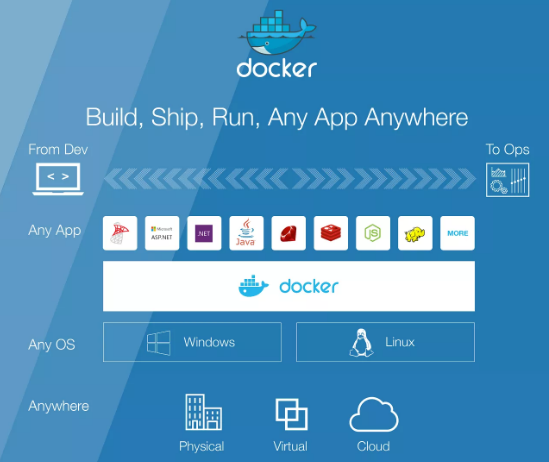 docker
Build, Ship, Run, Any App Anywhere
From Dev
To Ops
< >
Any App
Microsoft
ASP.NET
.NET
Java
JS
MORE
docker
Any OS
Windows
Linux
Anywhere
Physical
Virtual
Cloud